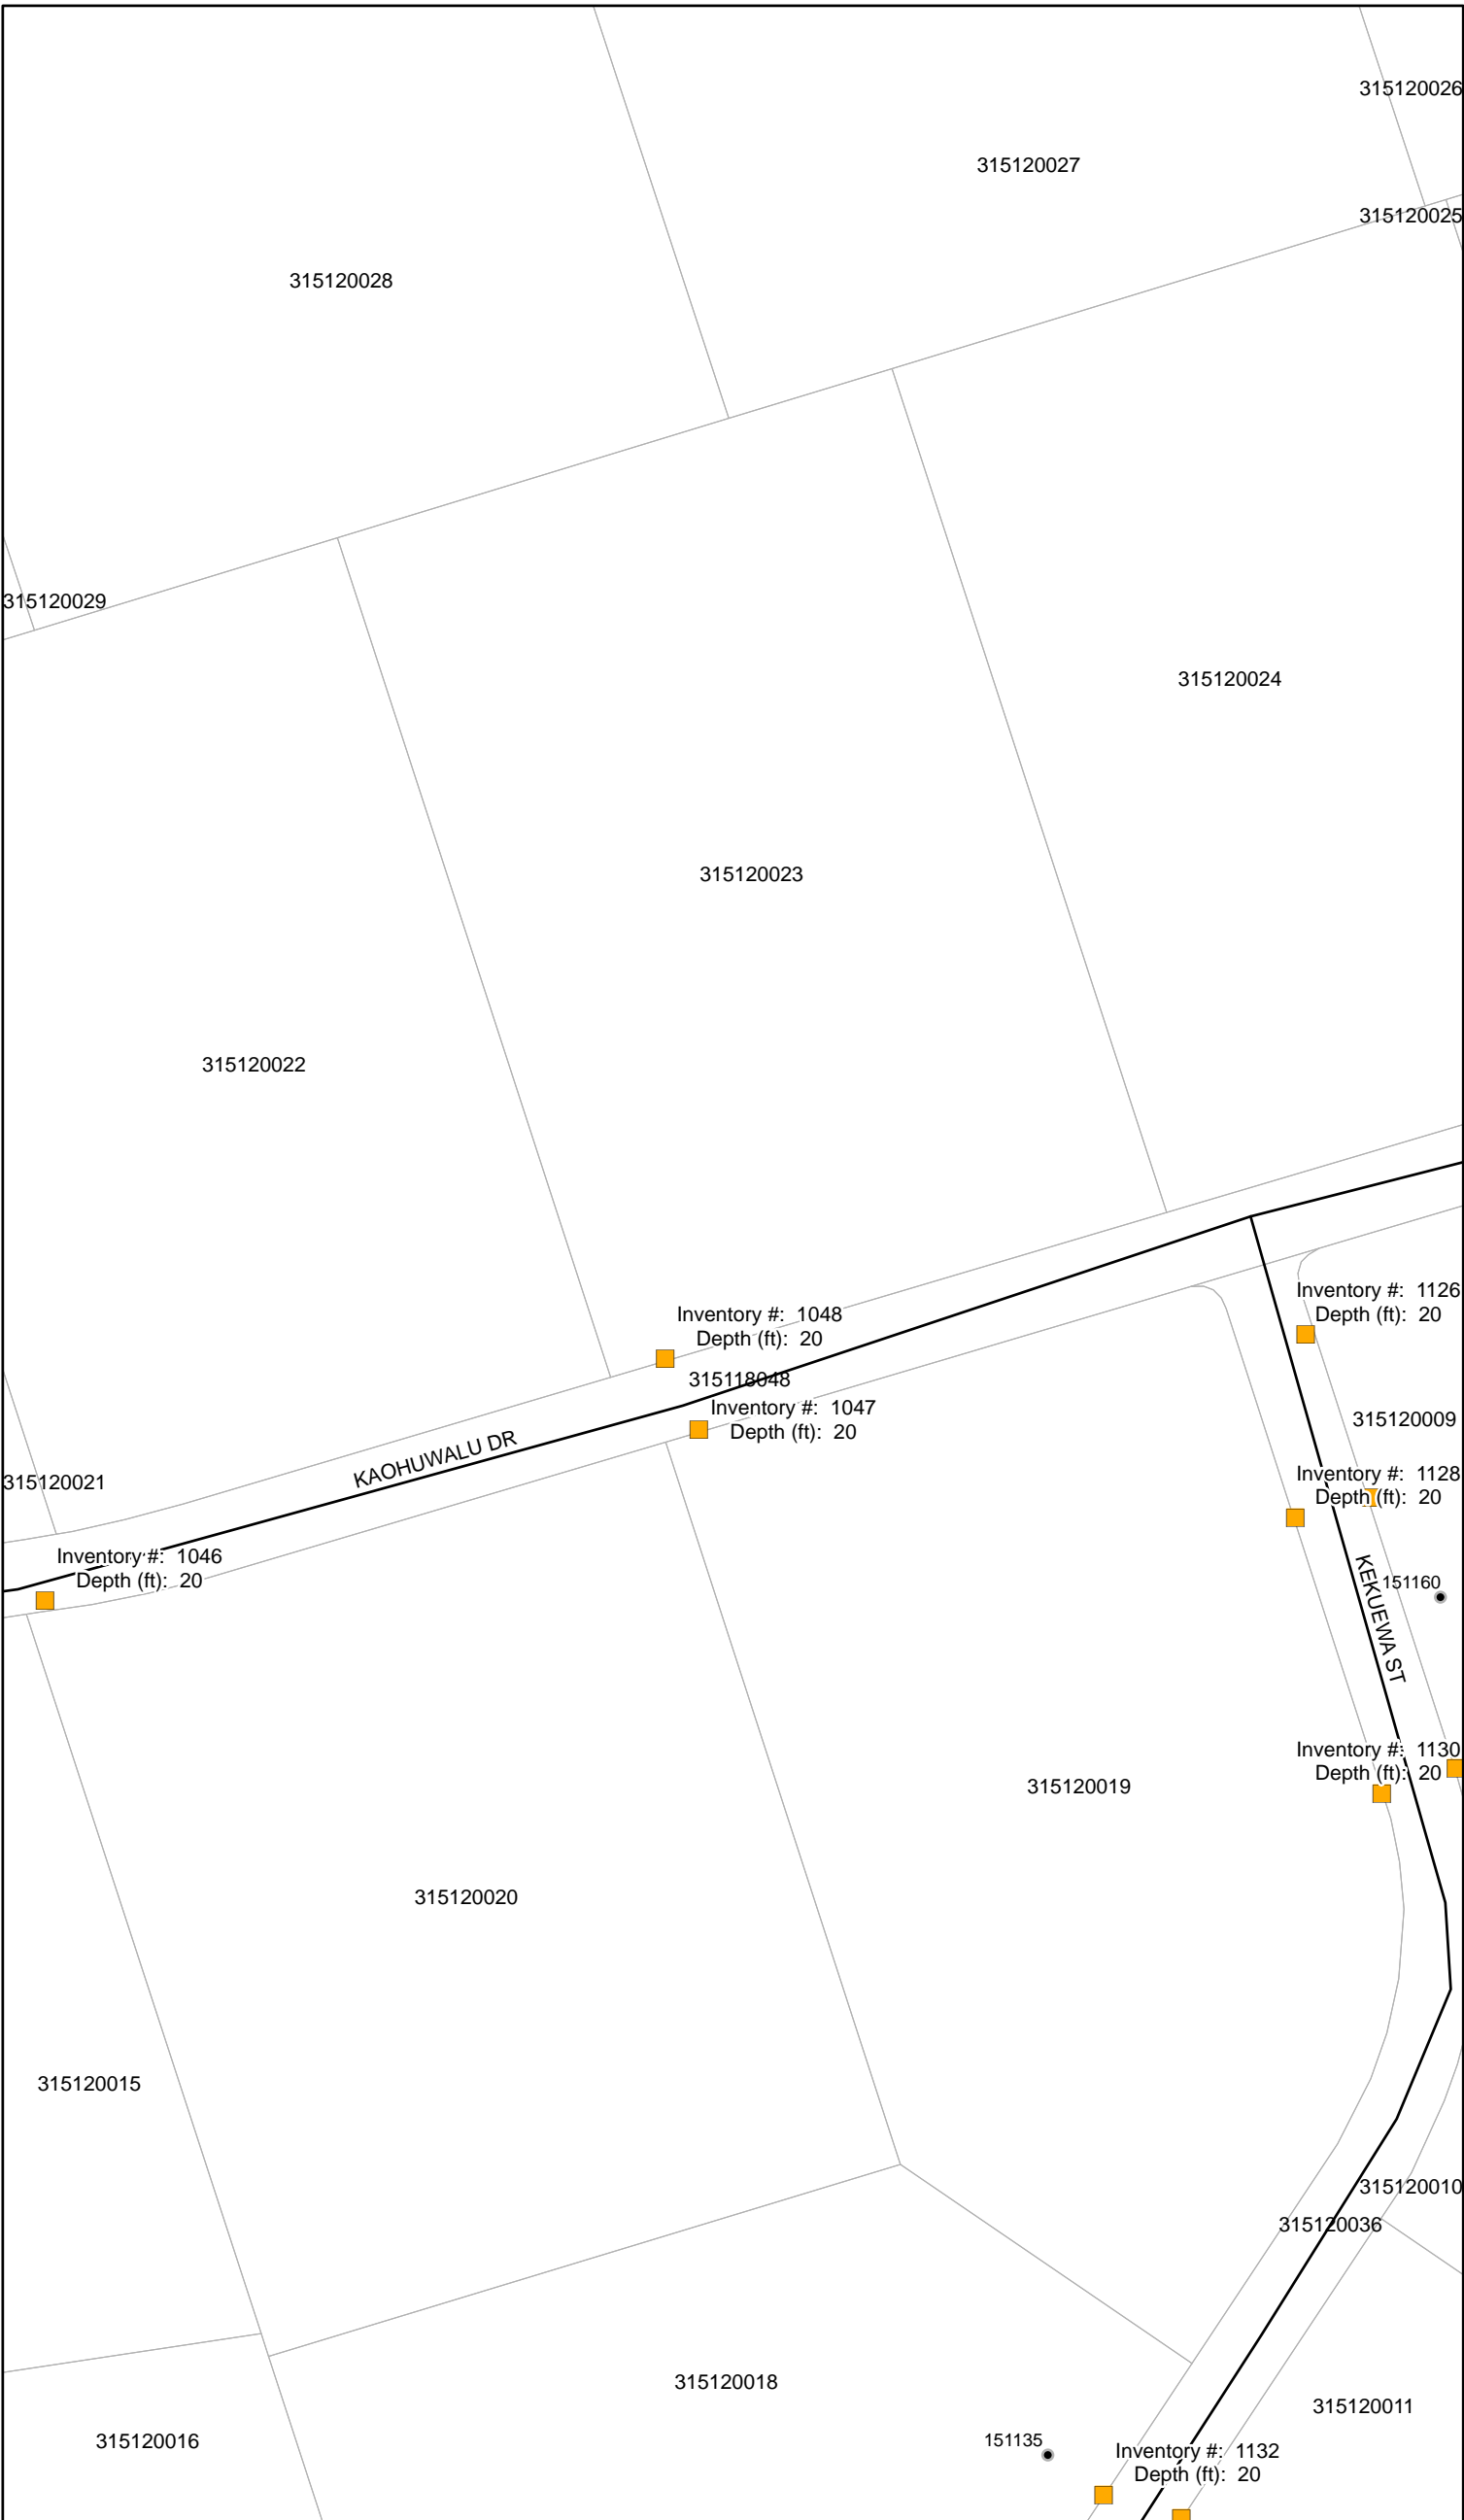 315120026
315120027
315120025
315120028
315120029
315120024
315120023
315120022
Inventory #: 1126
Depth (ft): 20
Inventory #: 1048
Depth (ft): 20
315118048
Inventory #: 1047
Depth (ft): 20
315120009
KAOHUWALU DR
315120021
Inventory #: 1128
Depth (ft): 20
Inventory #: 1046
Depth (ft): 20
151160
KEKUEWA ST
Inventory #: 1130
Depth (ft): 20
315120019
315120020
315120015
315120010
315120036
315120018
315120011
315120016
151135
Inventory #: 1132
Depth (ft): 20